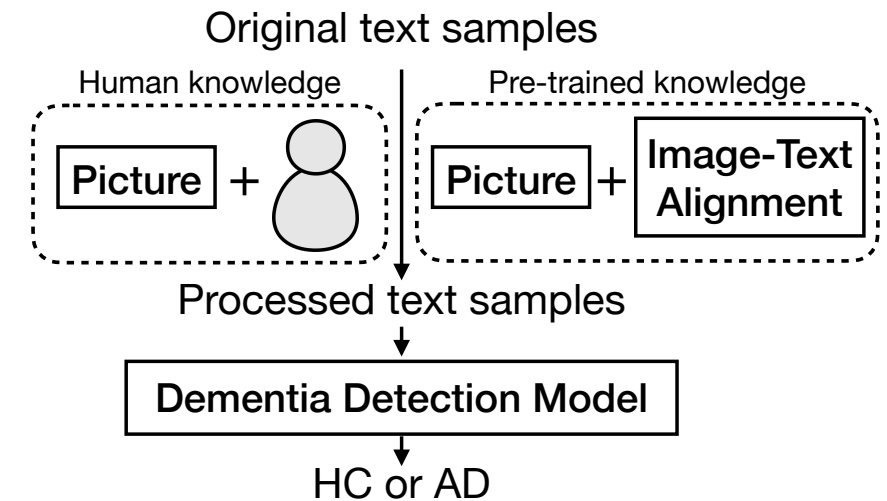 Original text samples
Human knowledge
Pre-trained knowledge
Picture +
Picture + Image-Text
Alignment
Processed text samples
Dementia Detection Model
HC or AD